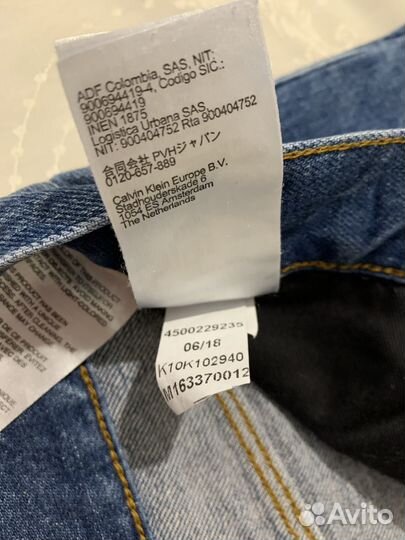 ADF Colombia, SAS, NIT:
900694419-4, Codigo SIC.:
900694419
INEN 1875
Logistica Urbana SAS
NIT: 900404752 Rta 900404752
合同会社PVHジャパン
0120-657-889
Calvin Klein Europe B.V.
Stadhouderskade 6
1054 ES Amsterdam
The Netherlands
4500229235
06/18
K10K102940
M163370012
Avito